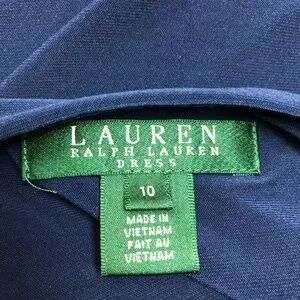 LAUREN
RALPH LAUREN
DRESS
10
MADE IN
VIETNAM
FAIT AU
VIETNAM